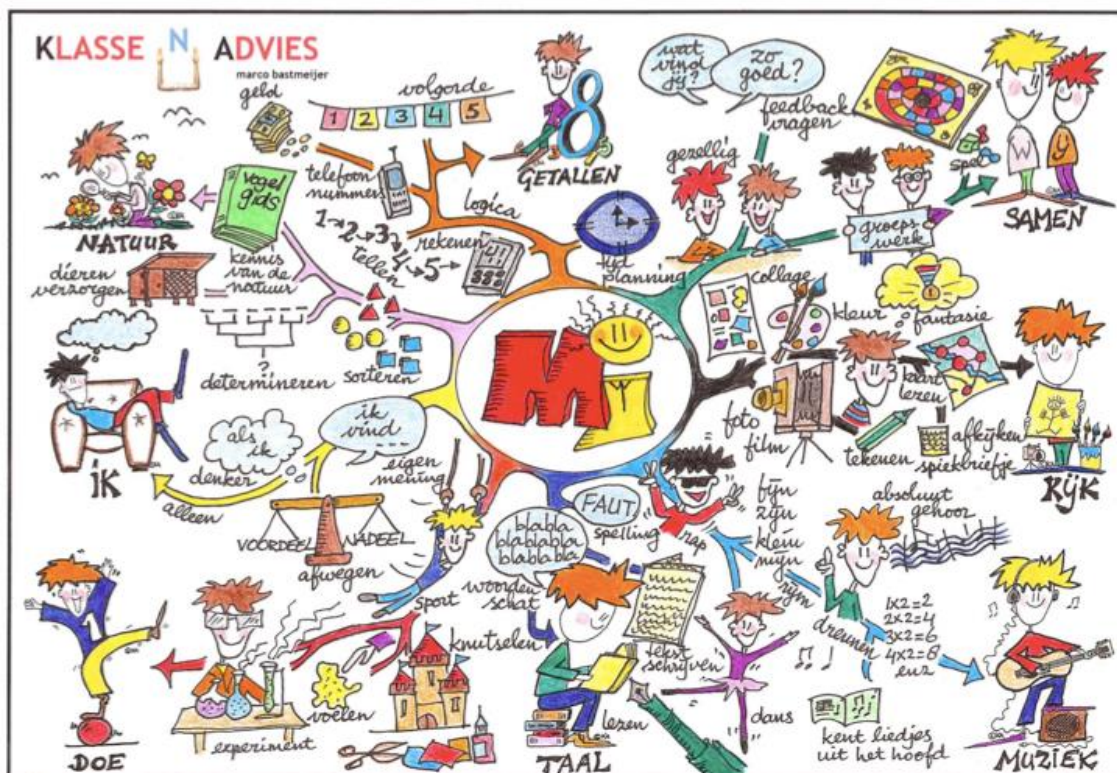 KLASSE N ADVIES
marco bastmeijer
geld
volgorde
1 2 3 4 5
telefoon
nummers
logica
8
GETALLEN
1 2 3 4 5
tellen
rekenen
tijd
planning
wat
vind
jij?
zo
goed?
feedback
vragen
gezellig
spel
groeps
werk
W
y
SAMEN
vogel
gids
NATUUR
dieren
verzorgen
kennis
van de
natuur
?
determineren
sorteren
Mi
collage
kleur
fantasie
kaart
lezen
foto
film
tekenen
afkijken
spiekbriefje
KIJK
ik
vind
als
ik
eigen
mening
denker
alleen
IK
VOORDEEL NADEEL
afwegen
sport
blabla
blablabla
blablabla
FAUT
spelling
rap
fijn
zijn
klein
mijn
rijm
absoluut
gehoor
1x2=2
2x2=4
3x2=6
4x2=8
enz
dreunen
woorden
schat
tekst
schrijven
lezen
TAAL
1
DOE
experiment
voelen
knutselen
dans
kent liedjes
uit het hoofd
MUZIEK